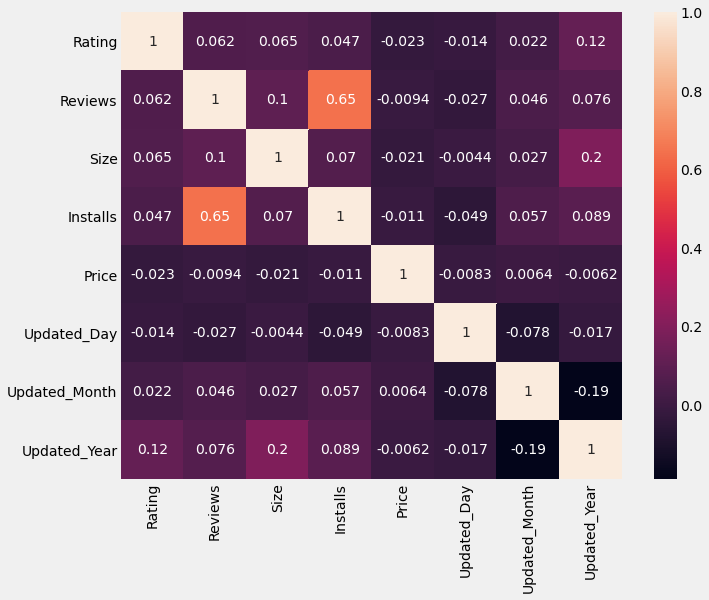 Rating 1 0.062 0.065 0.047 -0.023 -0.014 0.022 0.12
Reviews 0.062 1 0.1 0.65 -0.0094 -0.027 0.046 0.076
Size 0.065 0.1 1 0.07 -0.021 -0.0044 0.027 0.2
Installs 0.047 0.65 0.07 1 -0.011 -0.049 0.057 0.089
Price -0.023 -0.0094 -0.021 -0.011 1 -0.0083 0.0064 -0.0062
Updated_Day -0.014 -0.027 -0.0044 -0.049 -0.0083 1 -0.078 -0.017
Updated_Month 0.022 0.046 0.027 0.057 0.0064 -0.078 1 -0.19
Updated_Year 0.12 0.076 0.2 0.089 -0.0062 -0.017 -0.19 1
Rating
Reviews
Size
Installs
Price
Updated_Day
Updated_Month
Updated_Year
1.0
0.8
0.6
0.4
0.2
0.0